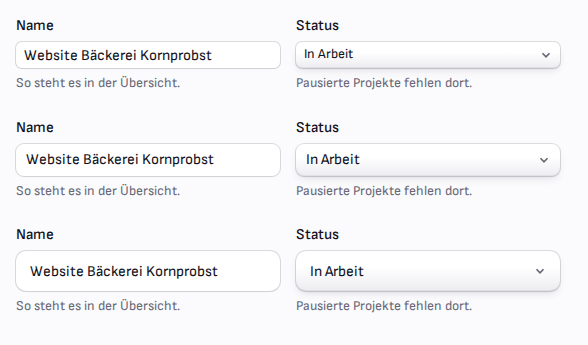 Name Status
Website Bäckerei Kornprobst In Arbeit
So steht es in der Übersicht. Pausierte Projekte fehlen dort.
Name Status
Website Bäckerei Kornprobst In Arbeit
So steht es in der Übersicht. Pausierte Projekte fehlen dort.
Name Status
Website Bäckerei Kornprobst In Arbeit
So steht es in der Übersicht. Pausierte Projekte fehlen dort.